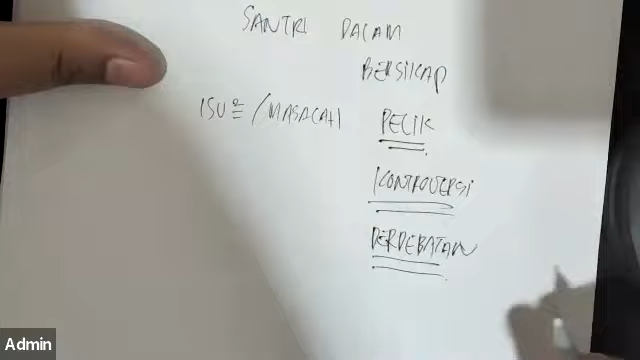 SANTRI DALAM
BERSIKAP
ISU² / MASALAH PELIK
KONTROVERSI
PERDEBATAN
Admin